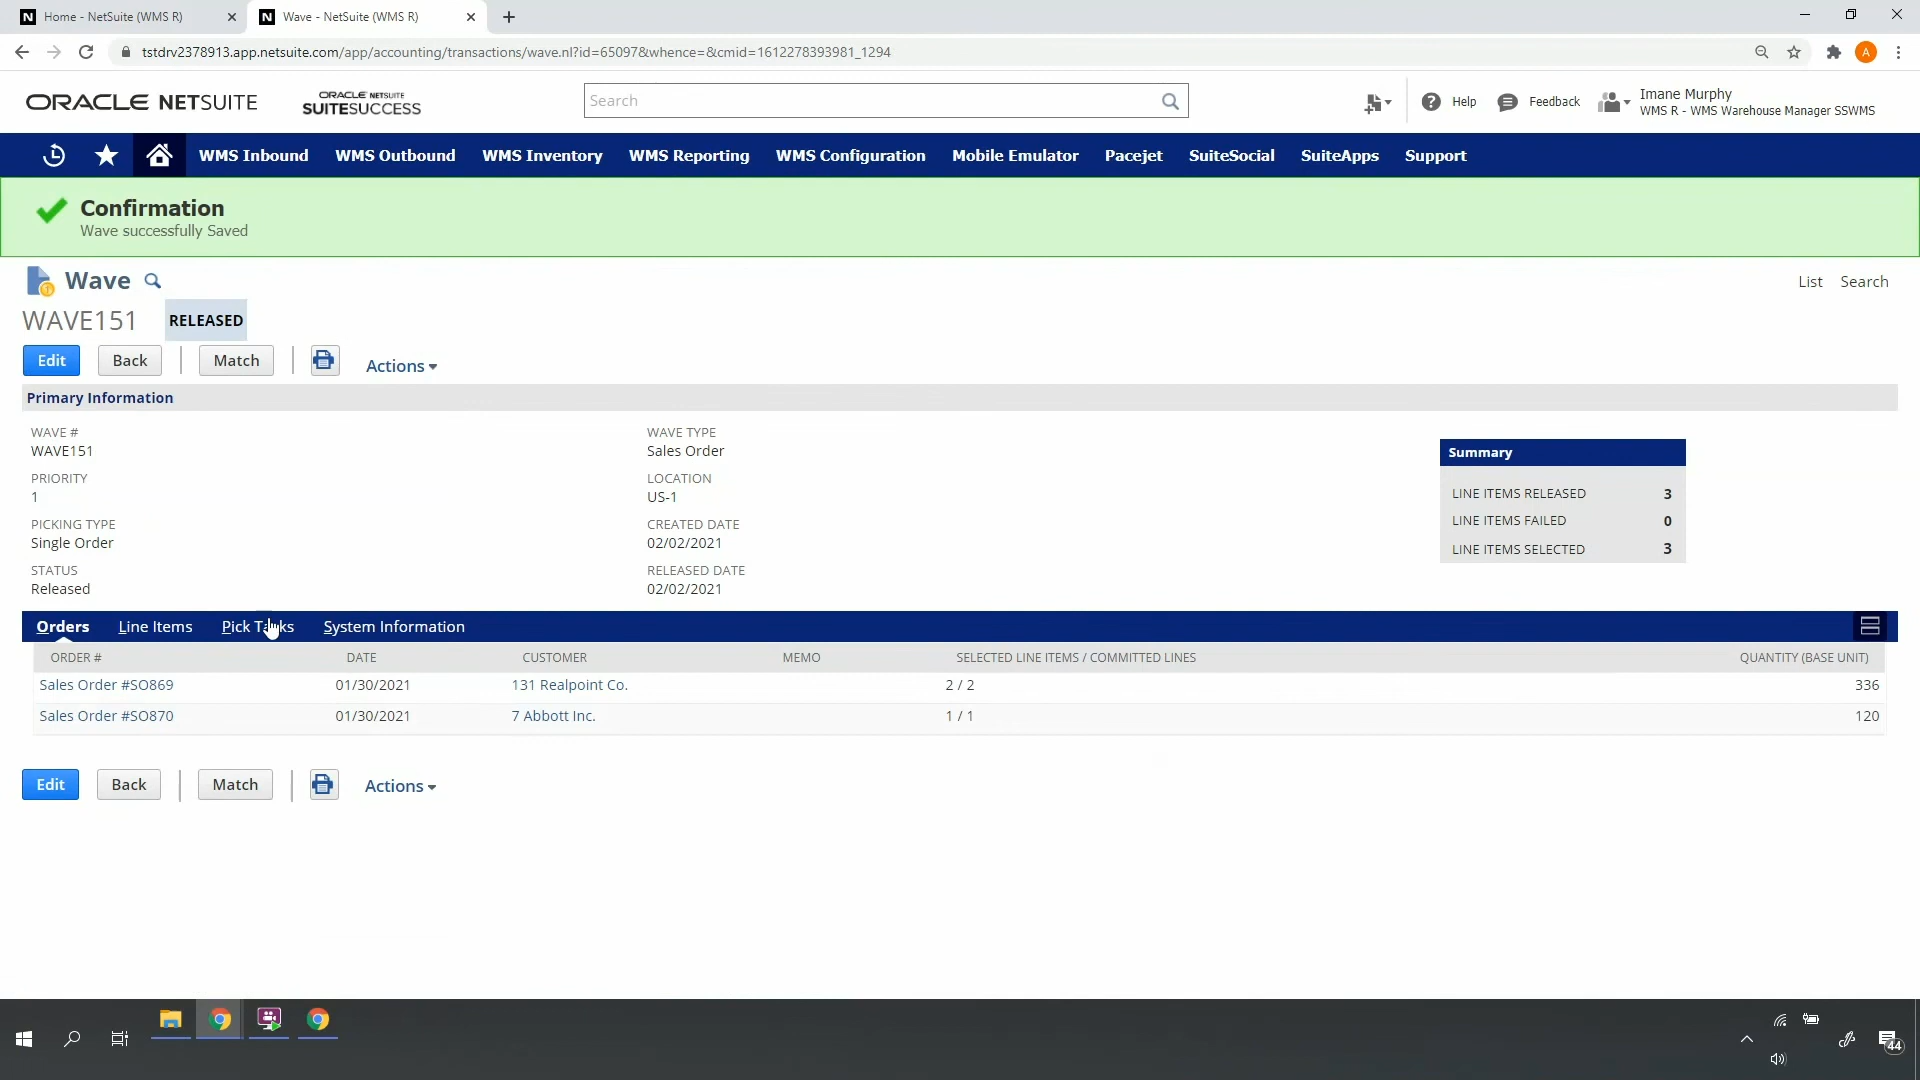 Home - NetSuite (WMS R)
Wave - NetSuite (WMS R)
tstdrv2378913.app.netsuite.com/app/accounting/transactions/wave.nl?id=65097&whence=&cmid=1612278393981_1294
A
ORACLE NETSUITE
ORACLE NETSUITE
SUITESUCCESS
Search
Help
Feedback
Imane Murphy
WMS R - WMS Warehouse Manager SSWMS
WMS Inbound WMS Outbound WMS Inventory WMS Reporting WMS Configuration Mobile Emulator Pacejet SuiteSocial SuiteApps Support
Confirmation
Wave successfully Saved
Wave
List Search
WAVE151 RELEASED
Edit Back Match Actions
Primary Information
WAVE #
WAVE151
PRIORITY
1
PICKING TYPE
Single Order
STATUS
Released
WAVE TYPE
Sales Order
LOCATION
US-1
CREATED DATE
02/02/2021
RELEASED DATE
02/02/2021
Summary
LINE ITEMS RELEASED 3
LINE ITEMS FAILED 0
LINE ITEMS SELECTED 3
Orders Line Items Pick Tasks System Information
ORDER # DATE CUSTOMER MEMO SELECTED LINE ITEMS / COMMITTED LINES QUANTITY (BASE UNIT)
Sales Order #SO869 01/30/2021 131 Realpoint Co. 2 / 2 336
Sales Order #SO870 01/30/2021 7 Abbott Inc. 1 / 1 120
Edit Back Match Actions
44